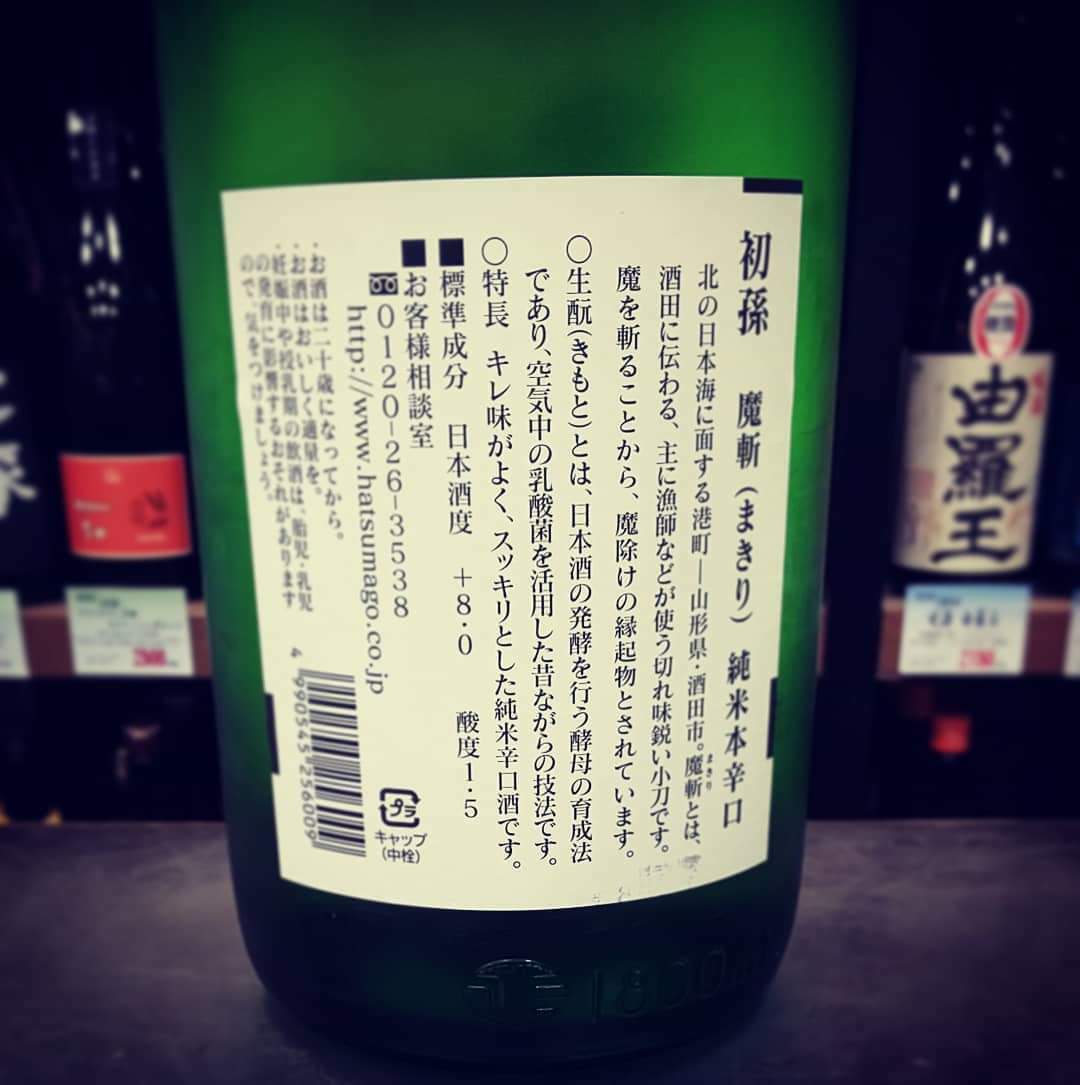 初孫 魔斬(まきり) 純米本辛口
北の日本海に面する港町―山形県・酒田市。魔斬とは、
まきり
酒田に伝わる、主に漁師などが使う切れ味鋭い小刀です。
魔を斬ることから、魔除けの縁起物とされています。
○生酛(きもと)とは、日本酒の発酵を行う酵母の育成法
であり、空気中の乳酸菌を活用した昔ながらの技法です。
○特長 キレ味がよく、スッキリとした純米辛口酒です。
■標準成分 日本酒度 +8.0 酸度1.5
■お客様相談室
0120-26-3538
http://www.hatsumago.co.jp
・お酒は二十歳になってから。
・お酒はおいしく適量を。
・妊娠中や授乳期の飲酒は、胎児・乳児
の発育に影響するおそれがあります
ので、気をつけましょう。
4 990545 256009
プラ
キャップ
(中栓)
由羅王